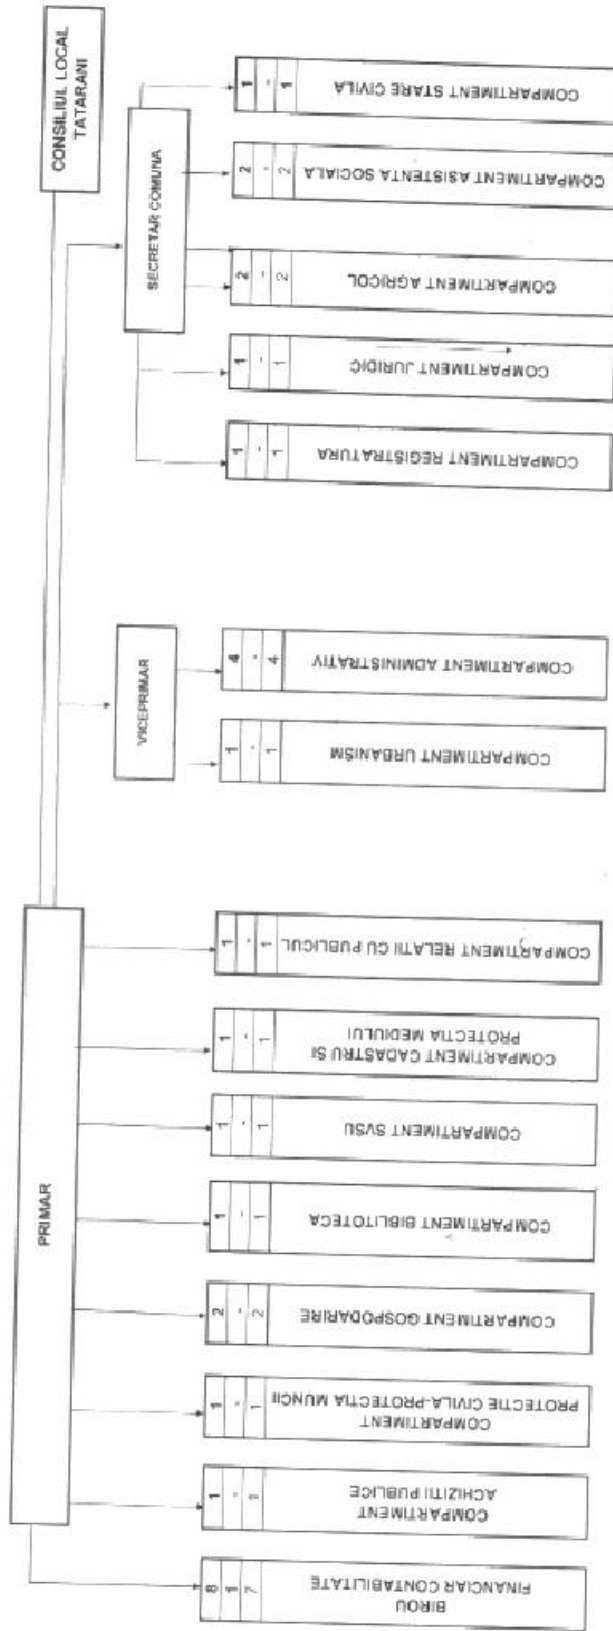 CONSILIUL LOCAL
TATARANI
PRIMAR
VICEPRIMAR
SECRETAR COMUNA
8
1
7
BIROU
FINANCIAR CONTABILITATE
1
-
1
COMPARTIMENT
ACHIZITII PUBLICE
1
-
1
COMPARTIMENT
PROTECTIE CIVILA-PROTECTIA MUNCII
2
-
2
COMPARTIMENT GOSPODARIRE
1
-
1
COMPARTIMENT BIBLITOTECA
1
-
1
COMPARTIMENT SVSU
1
-
1
COMPARTIMENT CADASTRU SI
PROTECTIA MEDIULUI
1
-
1
COMPARTIMENT RELATII CU PUBLICUL
1
-
1
COMPARTIMENT URBANISM
4
-
4
COMPARTIMENT ADMINISTRATIV
1
-
1
COMPARTIMENT REGISTRATURA
1
-
1
COMPARTIMENT JURIDIC
2
-
2
COMPARTIMENT AGRICOL
2
-
2
COMPARTIMENT ASISTENTA SOCIALA
1
-
1
COMPARTIMENT STARE CIVILA